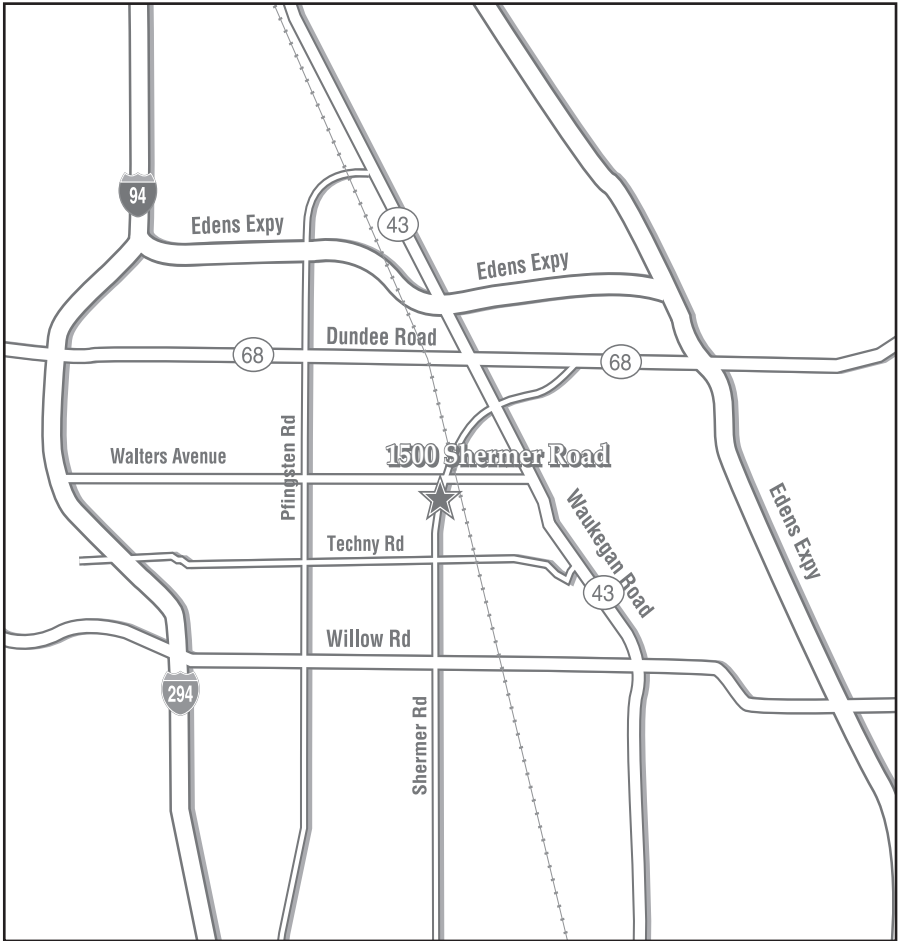 94
Edens Expy
43
Edens Expy
Dundee Road
68
68
Pfingsten Rd
Walters Avenue
1500 Shermer Road
Waukegan Road
Edens Expy
Techny Rd
43
Willow Rd
294
Shermer Rd